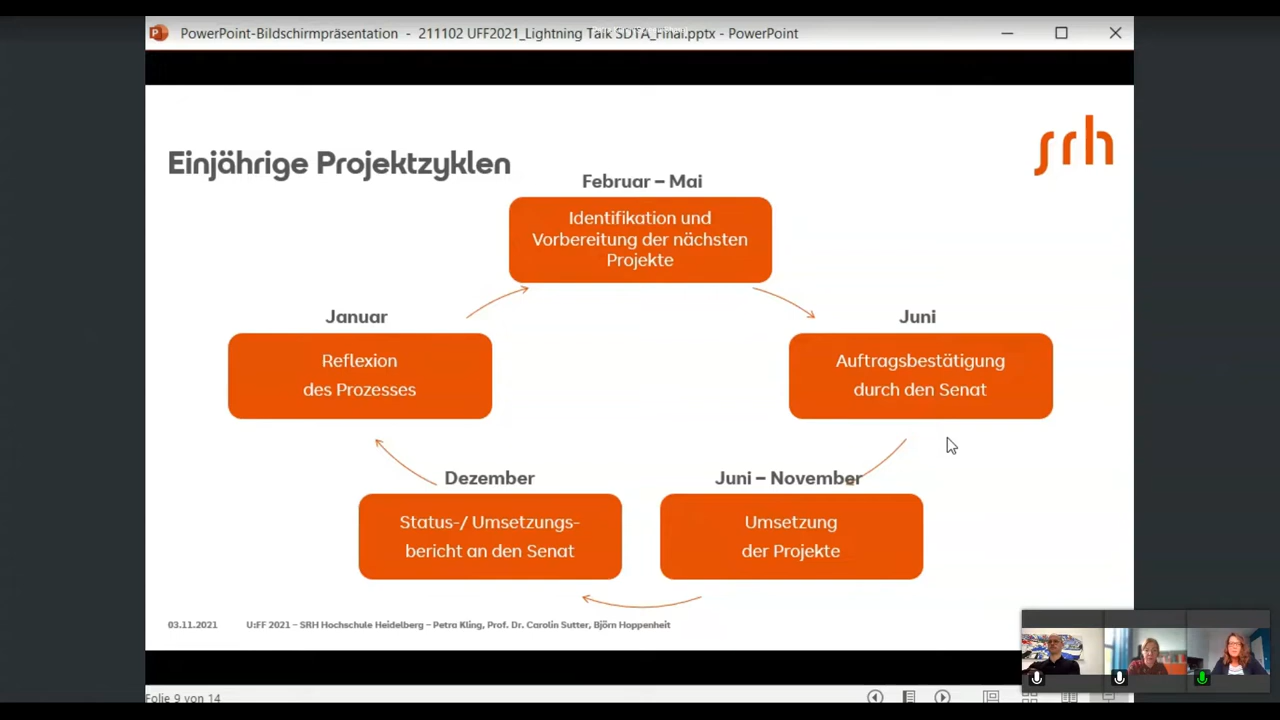 PowerPoint-Bildschirmpräsentation - 211102 UFF2021_Lightning Talk SDTA_Final.pptx - PowerPoint
srh
Einjährige Projektzyklen
Februar – Mai
Identifikation und
Vorbereitung der nächsten
Projekte
Januar
Reflexion
des Prozesses
Juni
Auftragsbestätigung
durch den Senat
Dezember
Status-/ Umsetzungs-
bericht an den Senat
Juni – November
Umsetzung
der Projekte
03.11.2021 U:FF 2021 – SRH Hochschule Heidelberg – Petra Kling, Prof. Dr. Carolin Sutter, Björn Hoppenheit
Folie 9 von 14